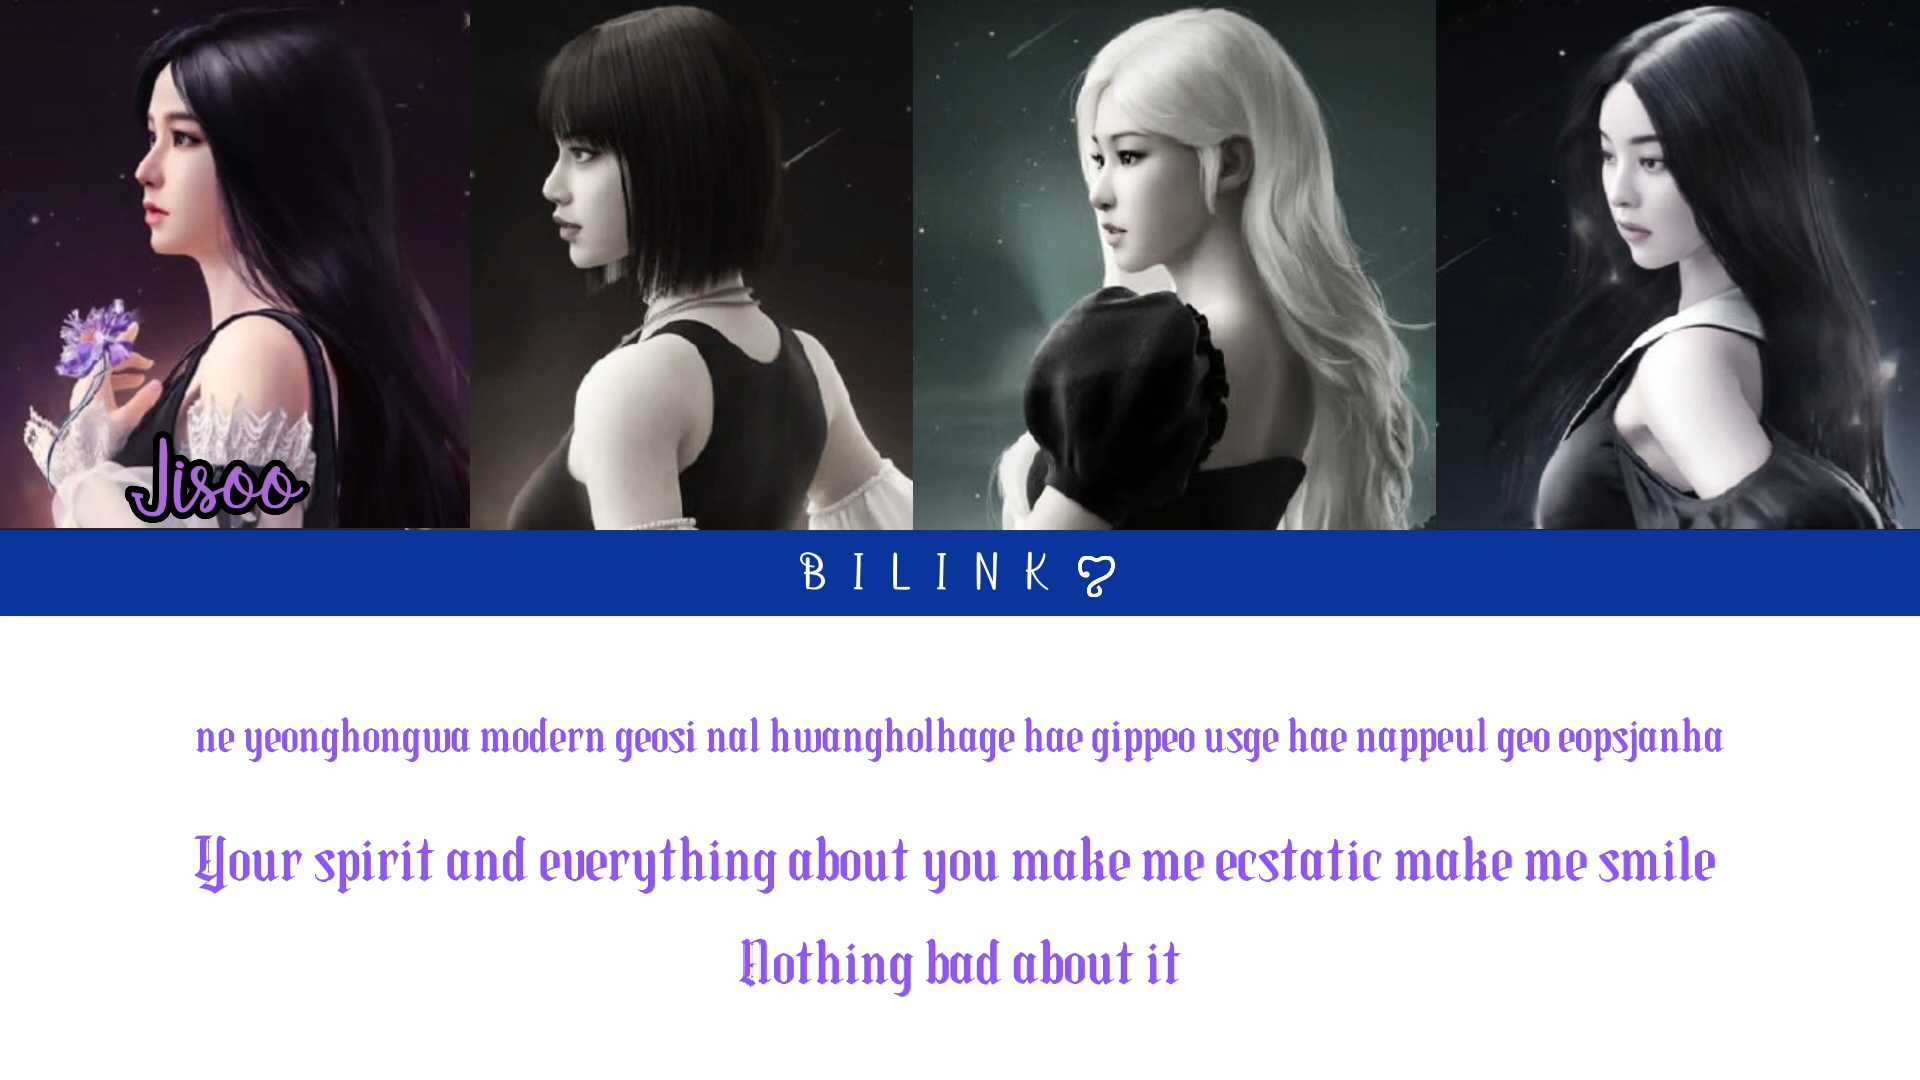 Jisoo
BILINK
ne yeonghongwa modern geosi nal hwangholhage hae gippeo usge hae nappeul geo eopsjanha
Your spirit and everything about you make me ecstatic make me smile
Nothing bad about it